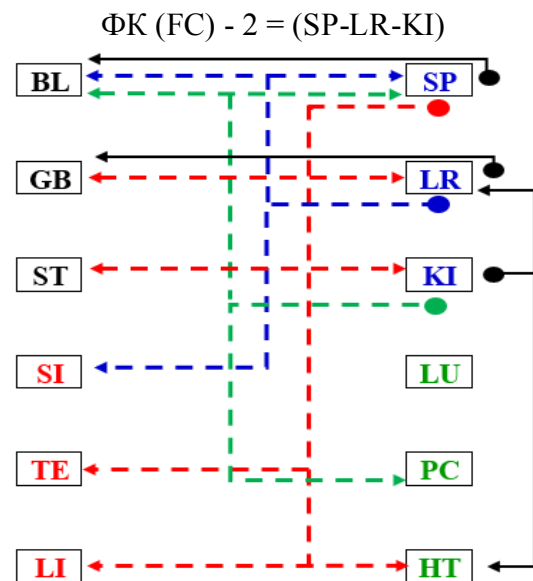 ФК (FC) - 2 = (SP-LR-KI)
BL SP
GB LR
ST KI
SI LU
TE PC
LI HT